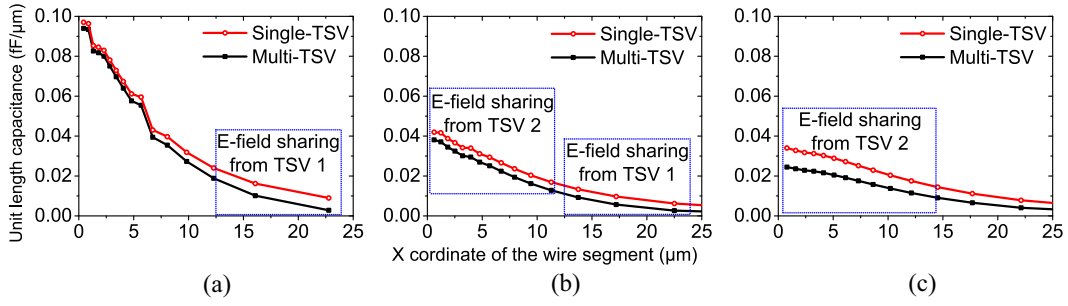 Unit length capacitance (fF/μm)
0.10
0.08
0.06
0.04
0.02
0.00
0 5 10 15 20 25
Single-TSV
Multi-TSV
E-field sharing
from TSV 1
(a)
0.10
0.08
0.06
0.04
0.02
0.00
0 5 10 15 20 25
Single-TSV
Multi-TSV
E-field sharing
from TSV 2
E-field sharing
from TSV 1
X cordinate of the wire segment (μm)
(b)
0.10
0.08
0.06
0.04
0.02
0.00
0 5 10 15 20 25
Single-TSV
Multi-TSV
E-field sharing
from TSV 2
(c)